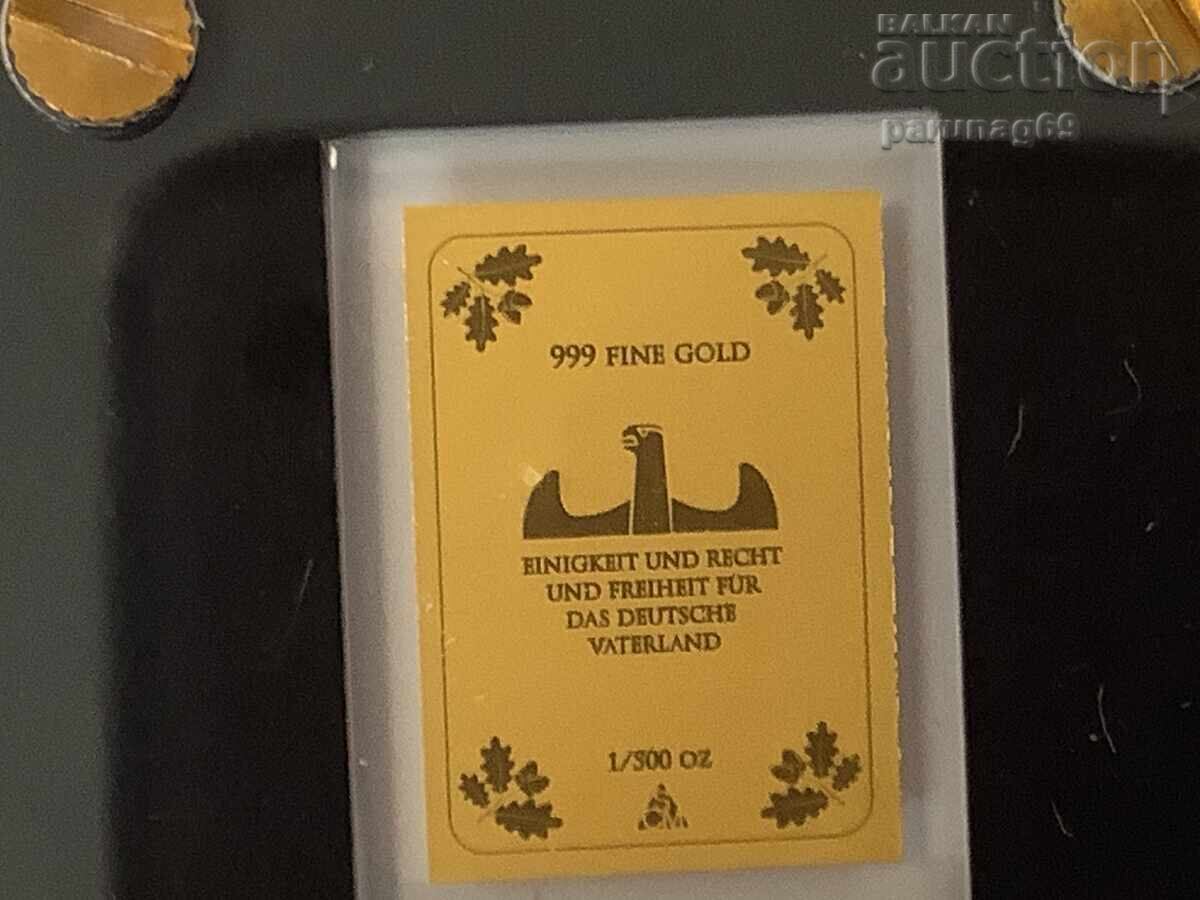 BALKAN
auction
parunag69
999 FINE GOLD
EINIGKEIT UND RECHT
UND FREIHEIT FÜR
DAS DEUTSCHE
VATERLAND
1/500 OZ